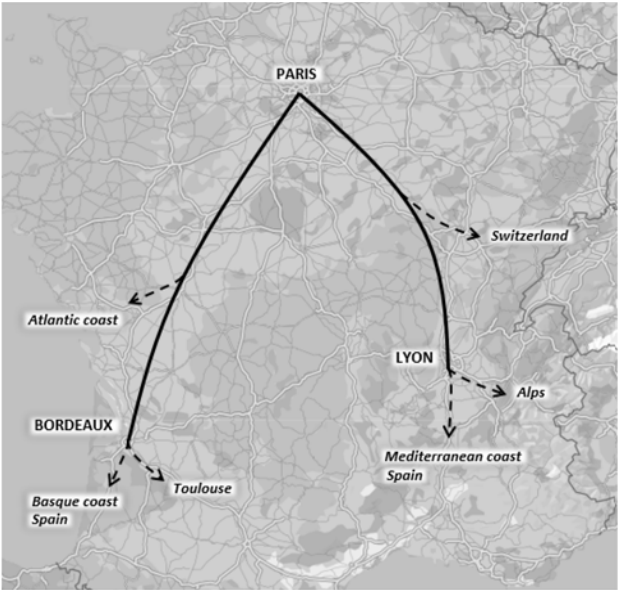 PARIS
Switzerland
Atlantic coast
LYON
Alps
BORDEAUX
Mediterranean coast
Spain
Toulouse
Basque coast
Spain